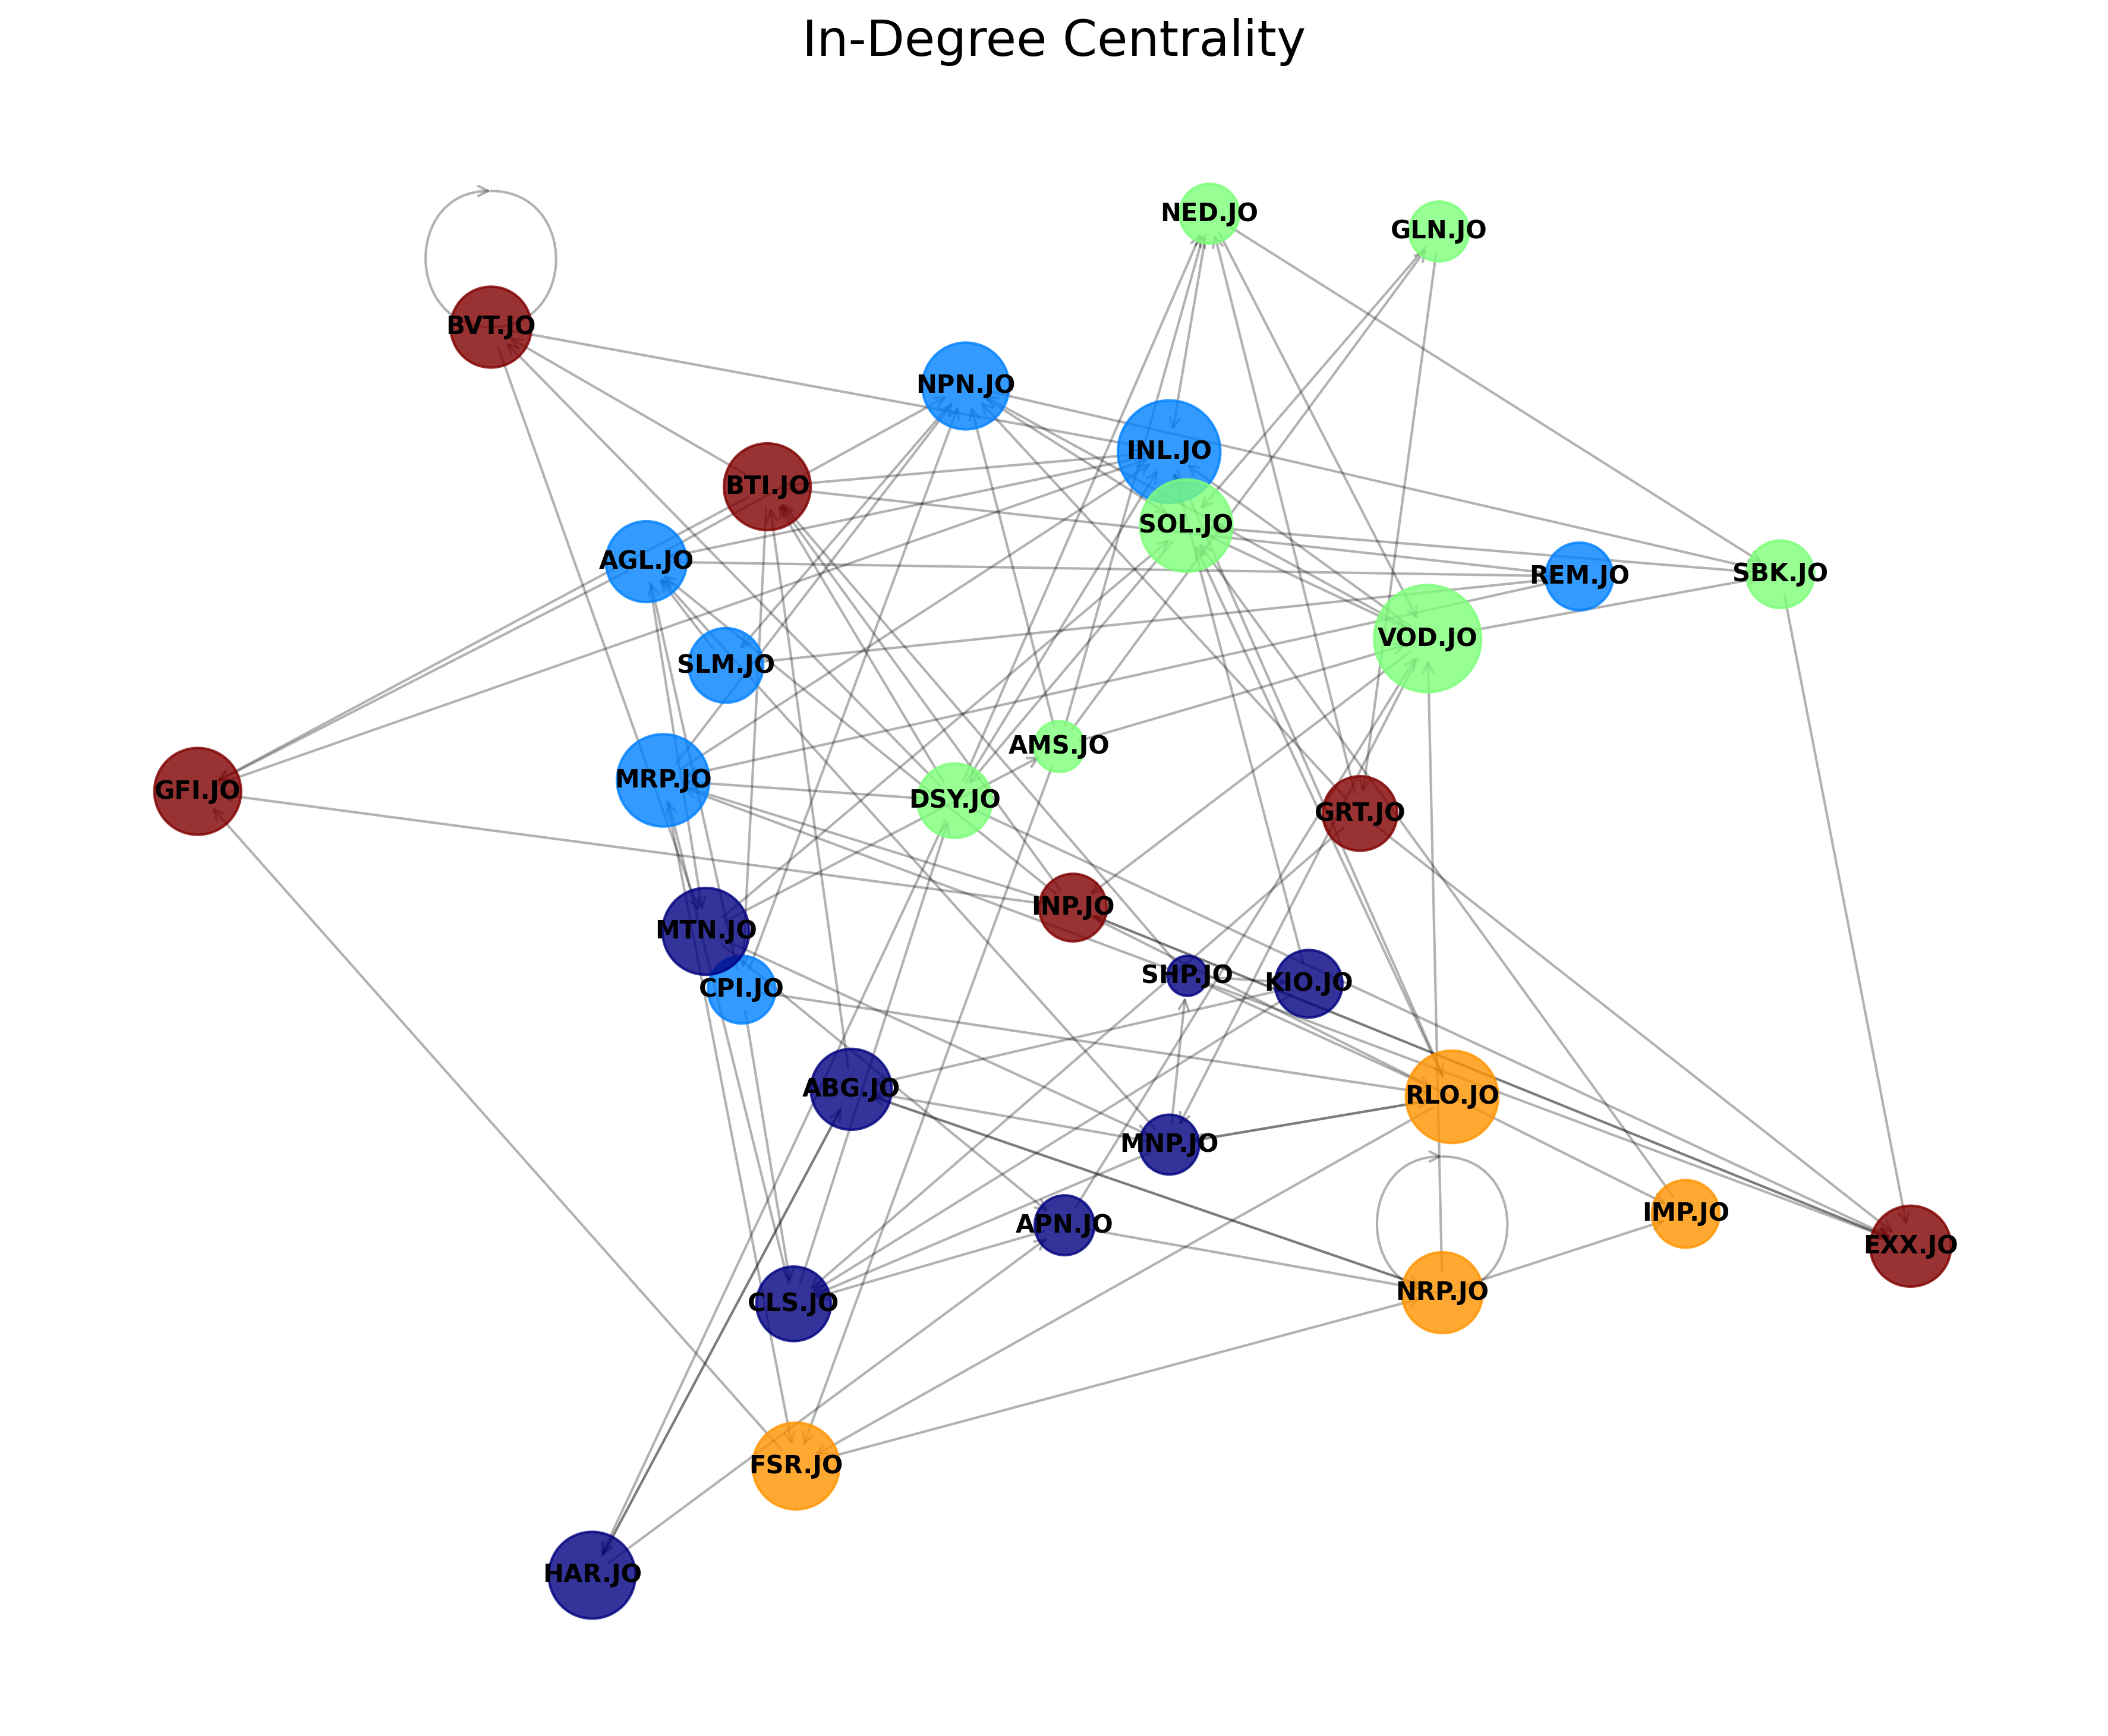 In-Degree Centrality
NED.JO
GLN.JO
BVT.JO
NPN.JO
INL.JO
BTI.JO
SOL.JO
AGL.JO
REM.JO
SBK.JO
VOD.JO
SLM.JO
AMS.JO
MRP.JO
GFI.JO
DSY.JO
GRT.JO
INP.JO
MTN.JO
SHP.JO
KIO.JO
CPI.JO
ABG.JO
RLO.JO
MNP.JO
IMP.JO
APN.JO
EXX.JO
NRP.JO
CLS.JO
FSR.JO
HAR.JO